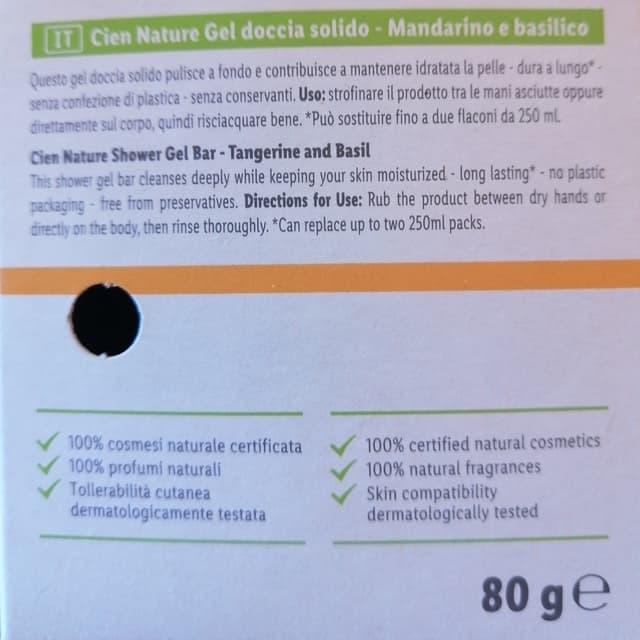 IT Cien Nature Gel doccia solido - Mandarino e basilico
Questo gel doccia solido pulisce a fondo e contribuisce a mantenere idratata la pelle - dura a lungo* -
senza confezione di plastica - senza conservanti. Uso: strofinare il prodotto tra le mani asciutte oppure
direttamente sul corpo, quindi risciacquare bene. *Può sostituire fino a due flaconi da 250 ml.
Cien Nature Shower Gel Bar - Tangerine and Basil
This shower gel bar cleanses deeply while keeping your skin moisturized - long lasting* - no plastic
packaging - free from preservatives. Directions for Use: Rub the product between dry hands or
directly on the body, then rinse thoroughly. *Can replace up to two 250ml packs.
100% cosmesi naturale certificata
100% profumi naturali
Tollerabilità cutanea
dermatologicamente testata
100% certified natural cosmetics
100% natural fragrances
Skin compatibility
dermatologically tested
80 g ℮